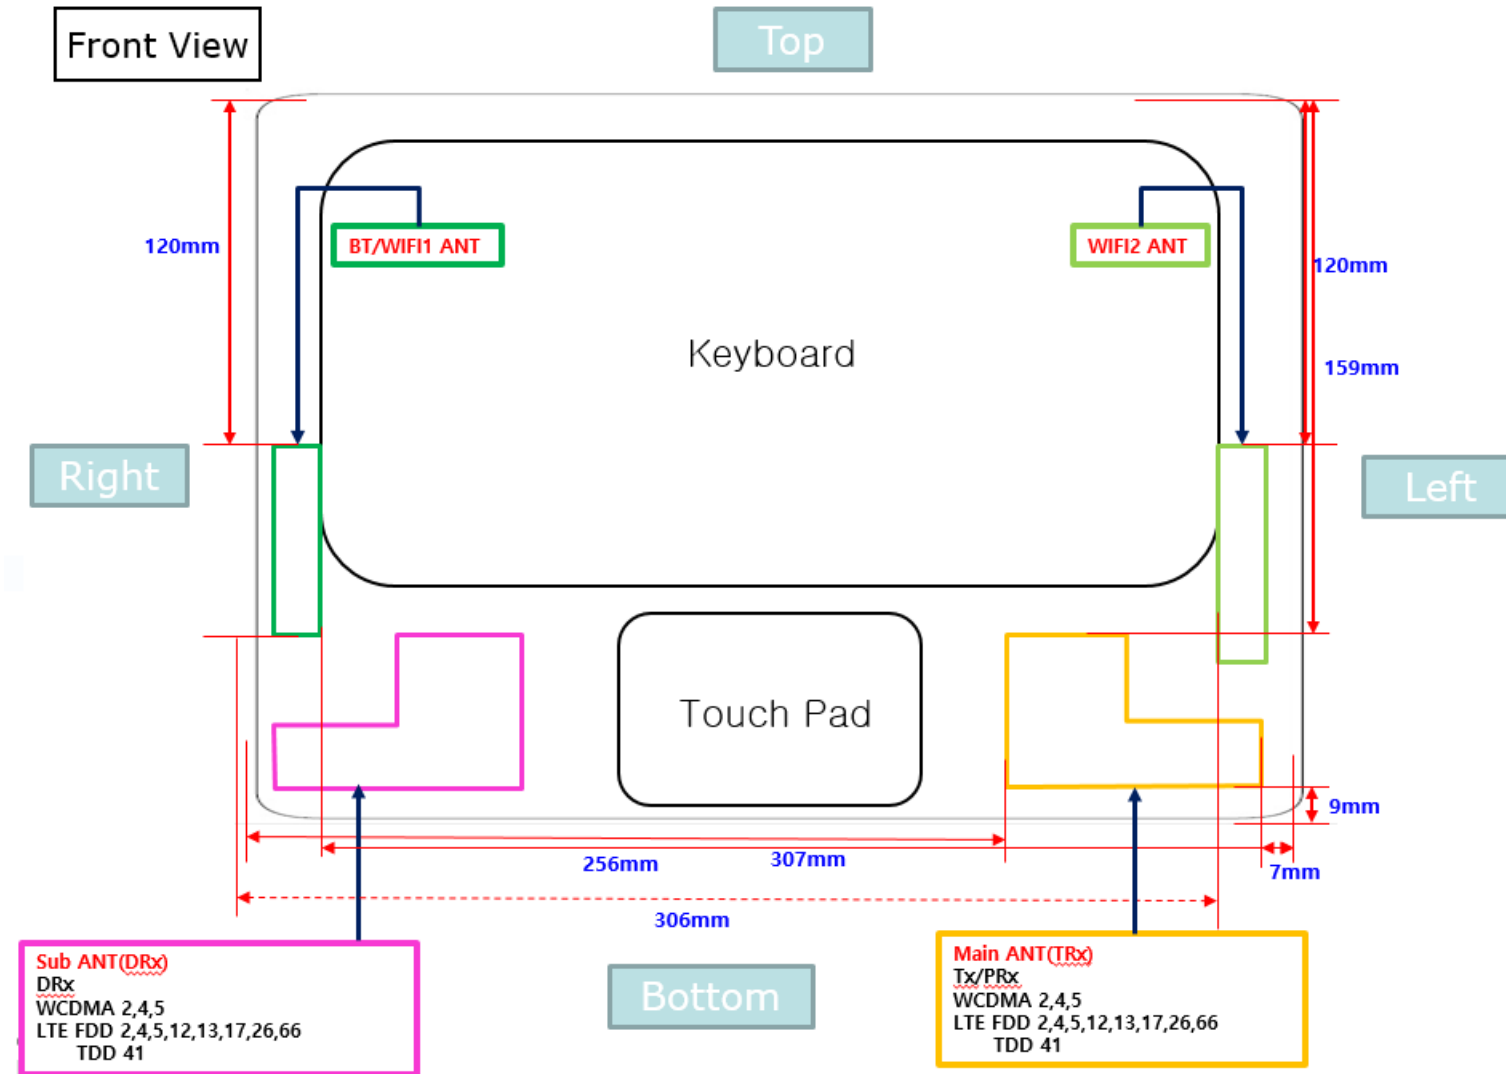 Front View
Top
120mm
BT/WIFI1 ANT
WIFI2 ANT
120mm
Keyboard
159mm
Right
Left
Touch Pad
9mm
256mm
307mm
7mm
306mm
Sub ANT(DRx)
DRx
WCDMA 2,4,5
LTE FDD 2,4,5,12,13,17,26,66
TDD 41
Bottom
Main ANT(TRx)
Tx/PRx
WCDMA 2,4,5
LTE FDD 2,4,5,12,13,17,26,66
TDD 41